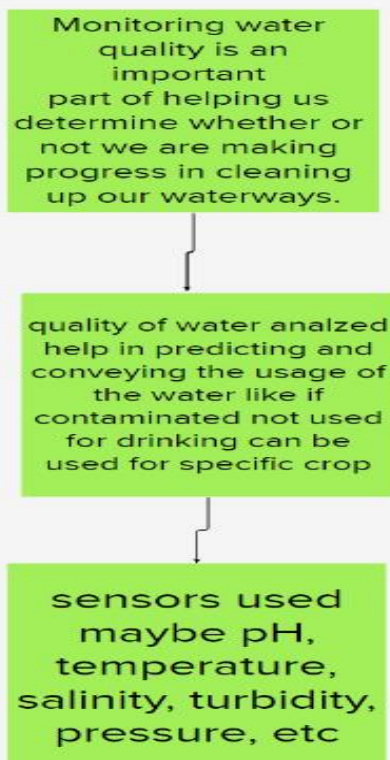 Monitoring water
quality is an
important
part of helping us
determine whether or
not we are making
progress in cleaning
up our waterways.
quality of water analzed
help in predicting and
conveying the usage of
the water like if
contaminated not used
for drinking can be
used for specific crop
sensors used
maybe pH,
temperature,
salinity, turbidity,
pressure, etc